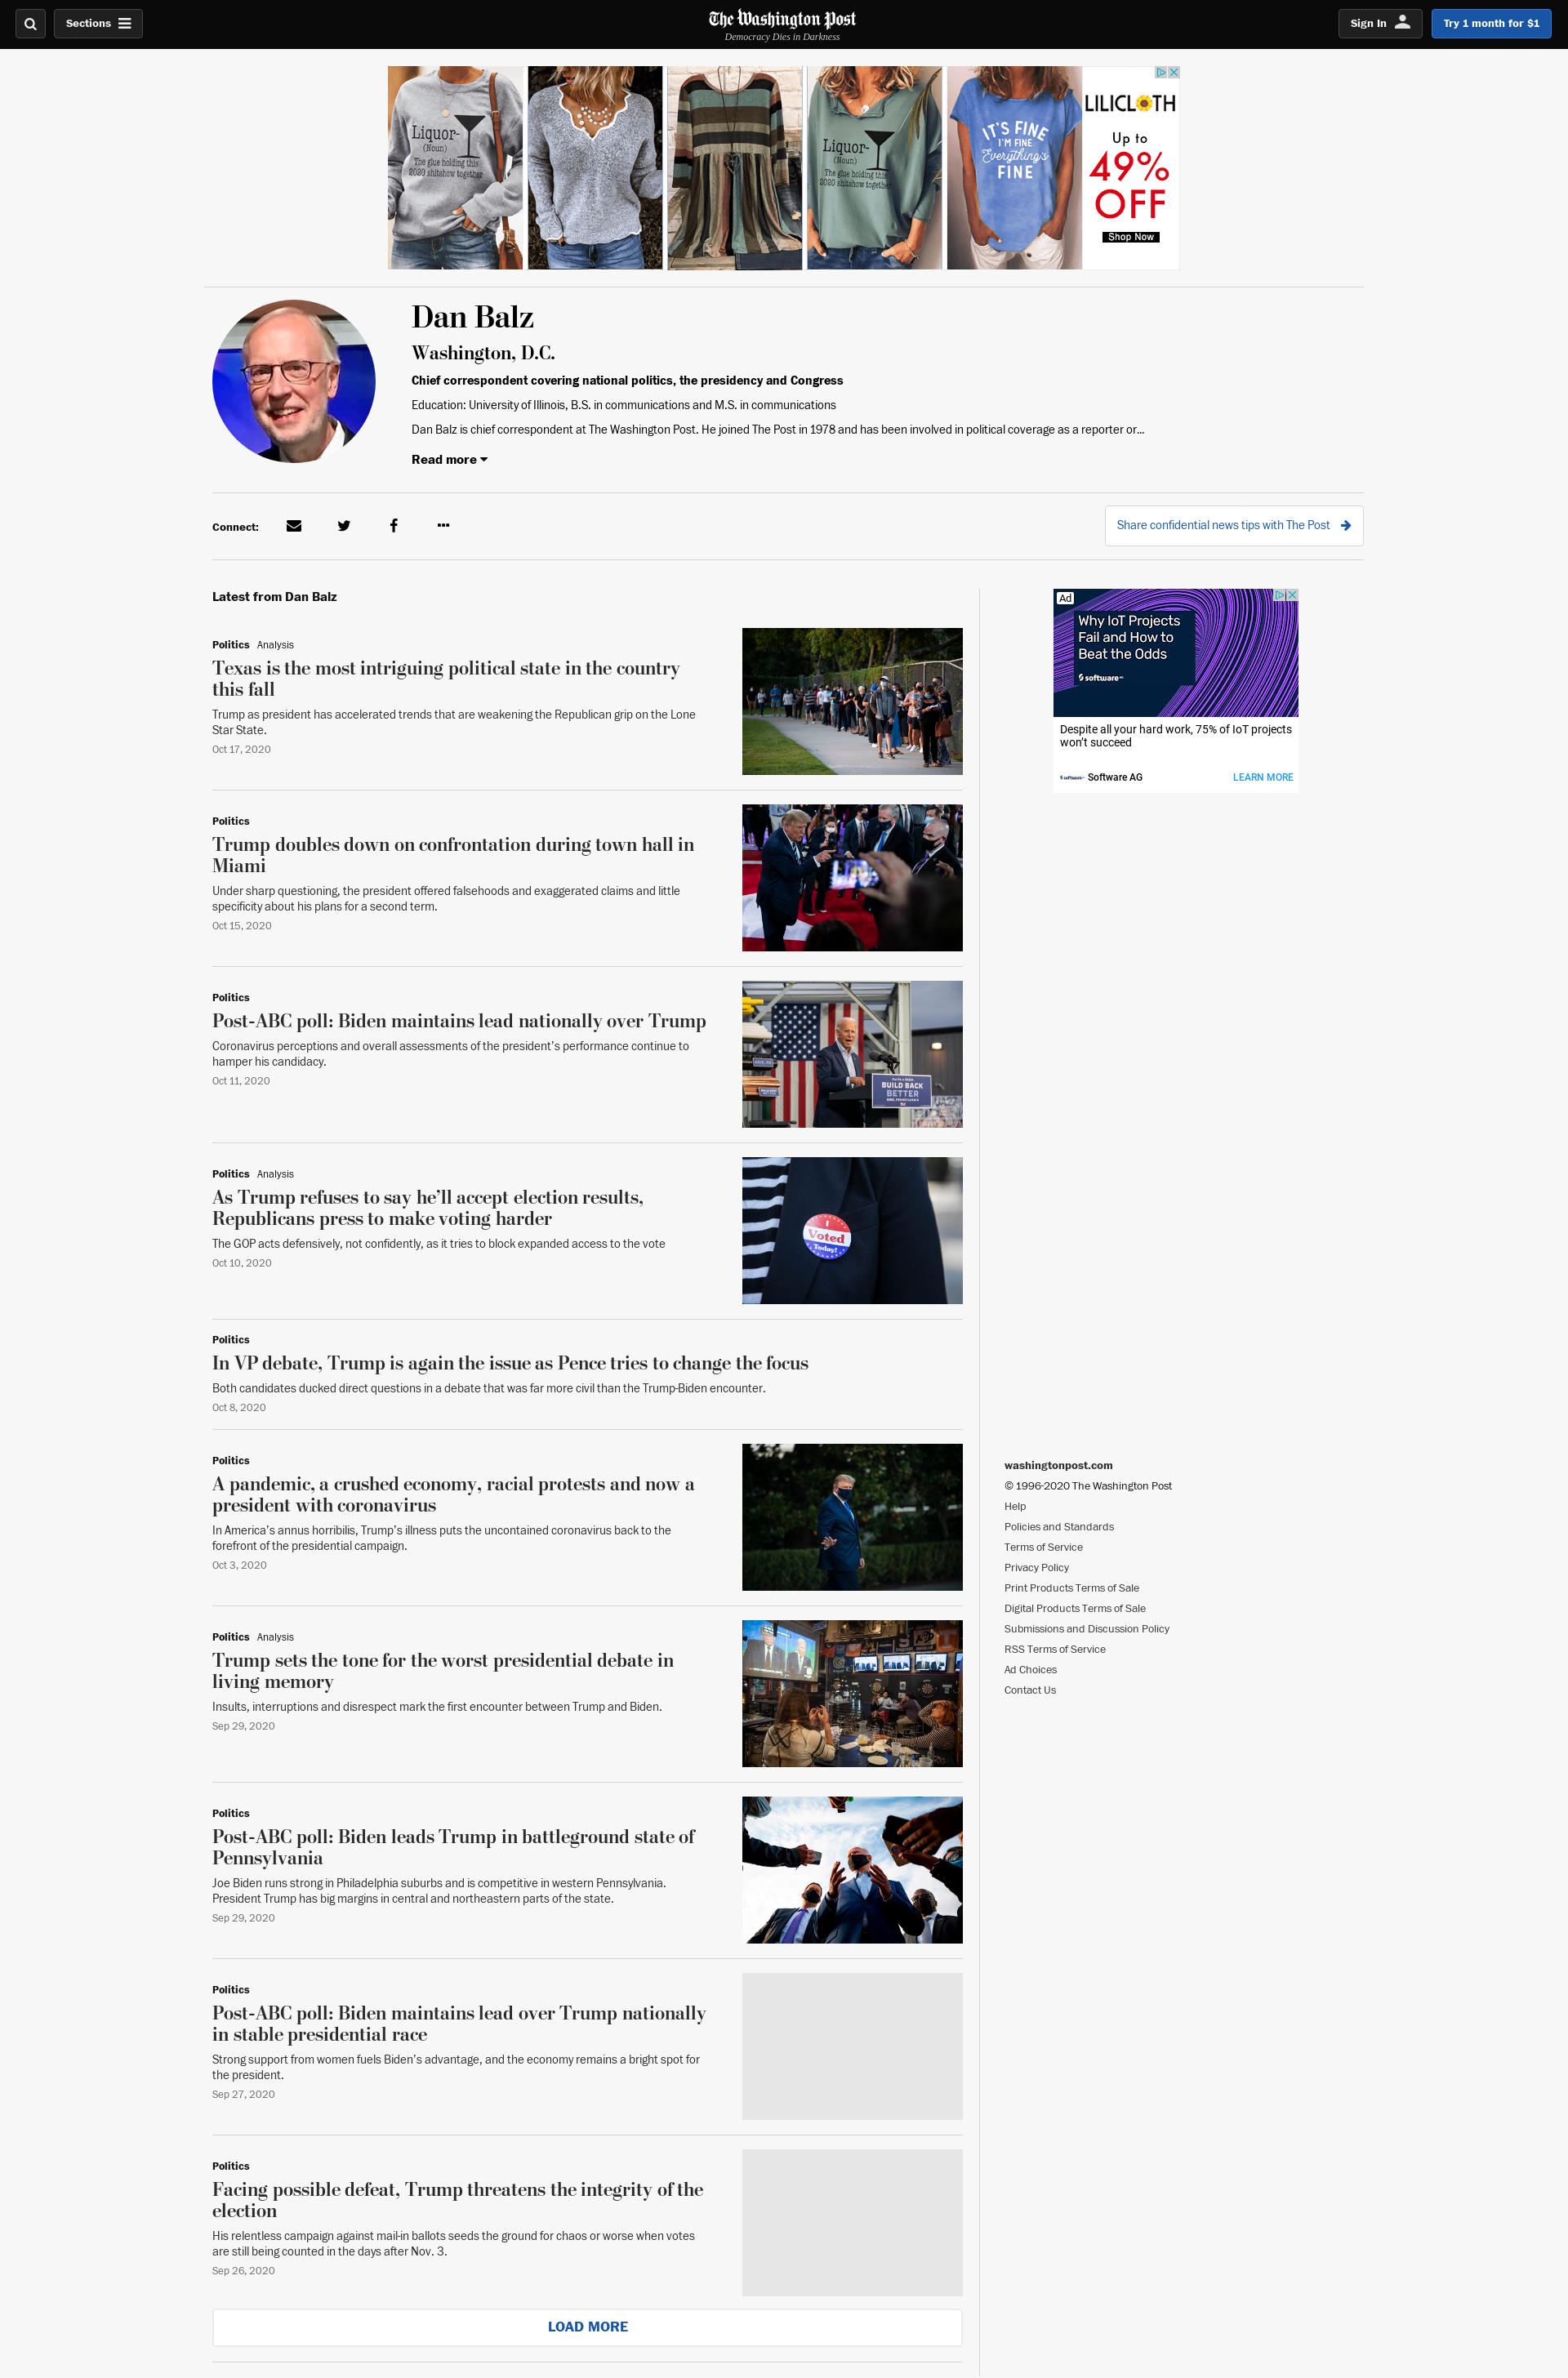 Sections
The Washington Post
Democracy Dies in Darkness
Sign In
Try 1 month for $1
Liquor-
(Noun)
The glue holding this
2020 shitshow together
Liquor-
(Noun)
The glue holding this
2020 shitshow together
IT'S FINE
I'M FINE
Everything's
FINE
LILICLOTH
Up to
49%
OFF
Shop Now
Dan Balz
Washington, D.C.
Chief correspondent covering national politics, the presidency and Congress
Education: University of Illinois, B.S. in communications and M.S. in communications
Dan Balz is chief correspondent at The Washington Post. He joined The Post in 1978 and has been involved in political coverage as a reporter or...
Read more
Connect:
Share confidential news tips with The Post
Latest from Dan Balz
Politics Analysis
Texas is the most intriguing political state in the country
this fall
Trump as president has accelerated trends that are weakening the Republican grip on the Lone
Star State.
Oct 17, 2020
Politics
Trump doubles down on confrontation during town hall in
Miami
Under sharp questioning, the president offered falsehoods and exaggerated claims and little
specificity about his plans for a second term.
Oct 15, 2020
Politics
Post-ABC poll: Biden maintains lead nationally over Trump
Coronavirus perceptions and overall assessments of the president's performance continue to
hamper his candidacy.
Oct 11, 2020
BUILD BACK
BETTER
Politics Analysis
As Trump refuses to say he’ll accept election results,
Republicans press to make voting harder
The GOP acts defensively, not confidently, as it tries to block expanded access to the vote
Oct 10, 2020
I
Voted
Today!
Politics
In VP debate, Trump is again the issue as Pence tries to change the focus
Both candidates ducked direct questions in a debate that was far more civil than the Trump-Biden encounter.
Oct 8, 2020
Politics
A pandemic, a crushed economy, racial protests and now a
president with coronavirus
In America’s annus horribilis, Trump’s illness puts the uncontained coronavirus back to the
forefront of the presidential campaign.
Oct 3, 2020
Politics Analysis
Trump sets the tone for the worst presidential debate in
living memory
Insults, interruptions and disrespect mark the first encounter between Trump and Biden.
Sep 29, 2020
Politics
Post-ABC poll: Biden leads Trump in battleground state of
Pennsylvania
Joe Biden runs strong in Philadelphia suburbs and is competitive in western Pennsylvania.
President Trump has big margins in central and northeastern parts of the state.
Sep 29, 2020
Politics
Post-ABC poll: Biden maintains lead over Trump nationally
in stable presidential race
Strong support from women fuels Biden’s advantage, and the economy remains a bright spot for
the president.
Sep 27, 2020
Politics
Facing possible defeat, Trump threatens the integrity of the
election
His relentless campaign against mail-in ballots seeds the ground for chaos or worse when votes
are still being counted in the days after Nov. 3.
Sep 26, 2020
LOAD MORE
Ad
Why IoT Projects
Fail and How to
Beat the Odds
software AG
Despite all your hard work, 75% of IoT projects
won’t succeed
software AG
Software AG
LEARN MORE
washingtonpost.com
© 1996-2020 The Washington Post
Help
Policies and Standards
Terms of Service
Privacy Policy
Print Products Terms of Sale
Digital Products Terms of Sale
Submissions and Discussion Policy
RSS Terms of Service
Ad Choices
Contact Us